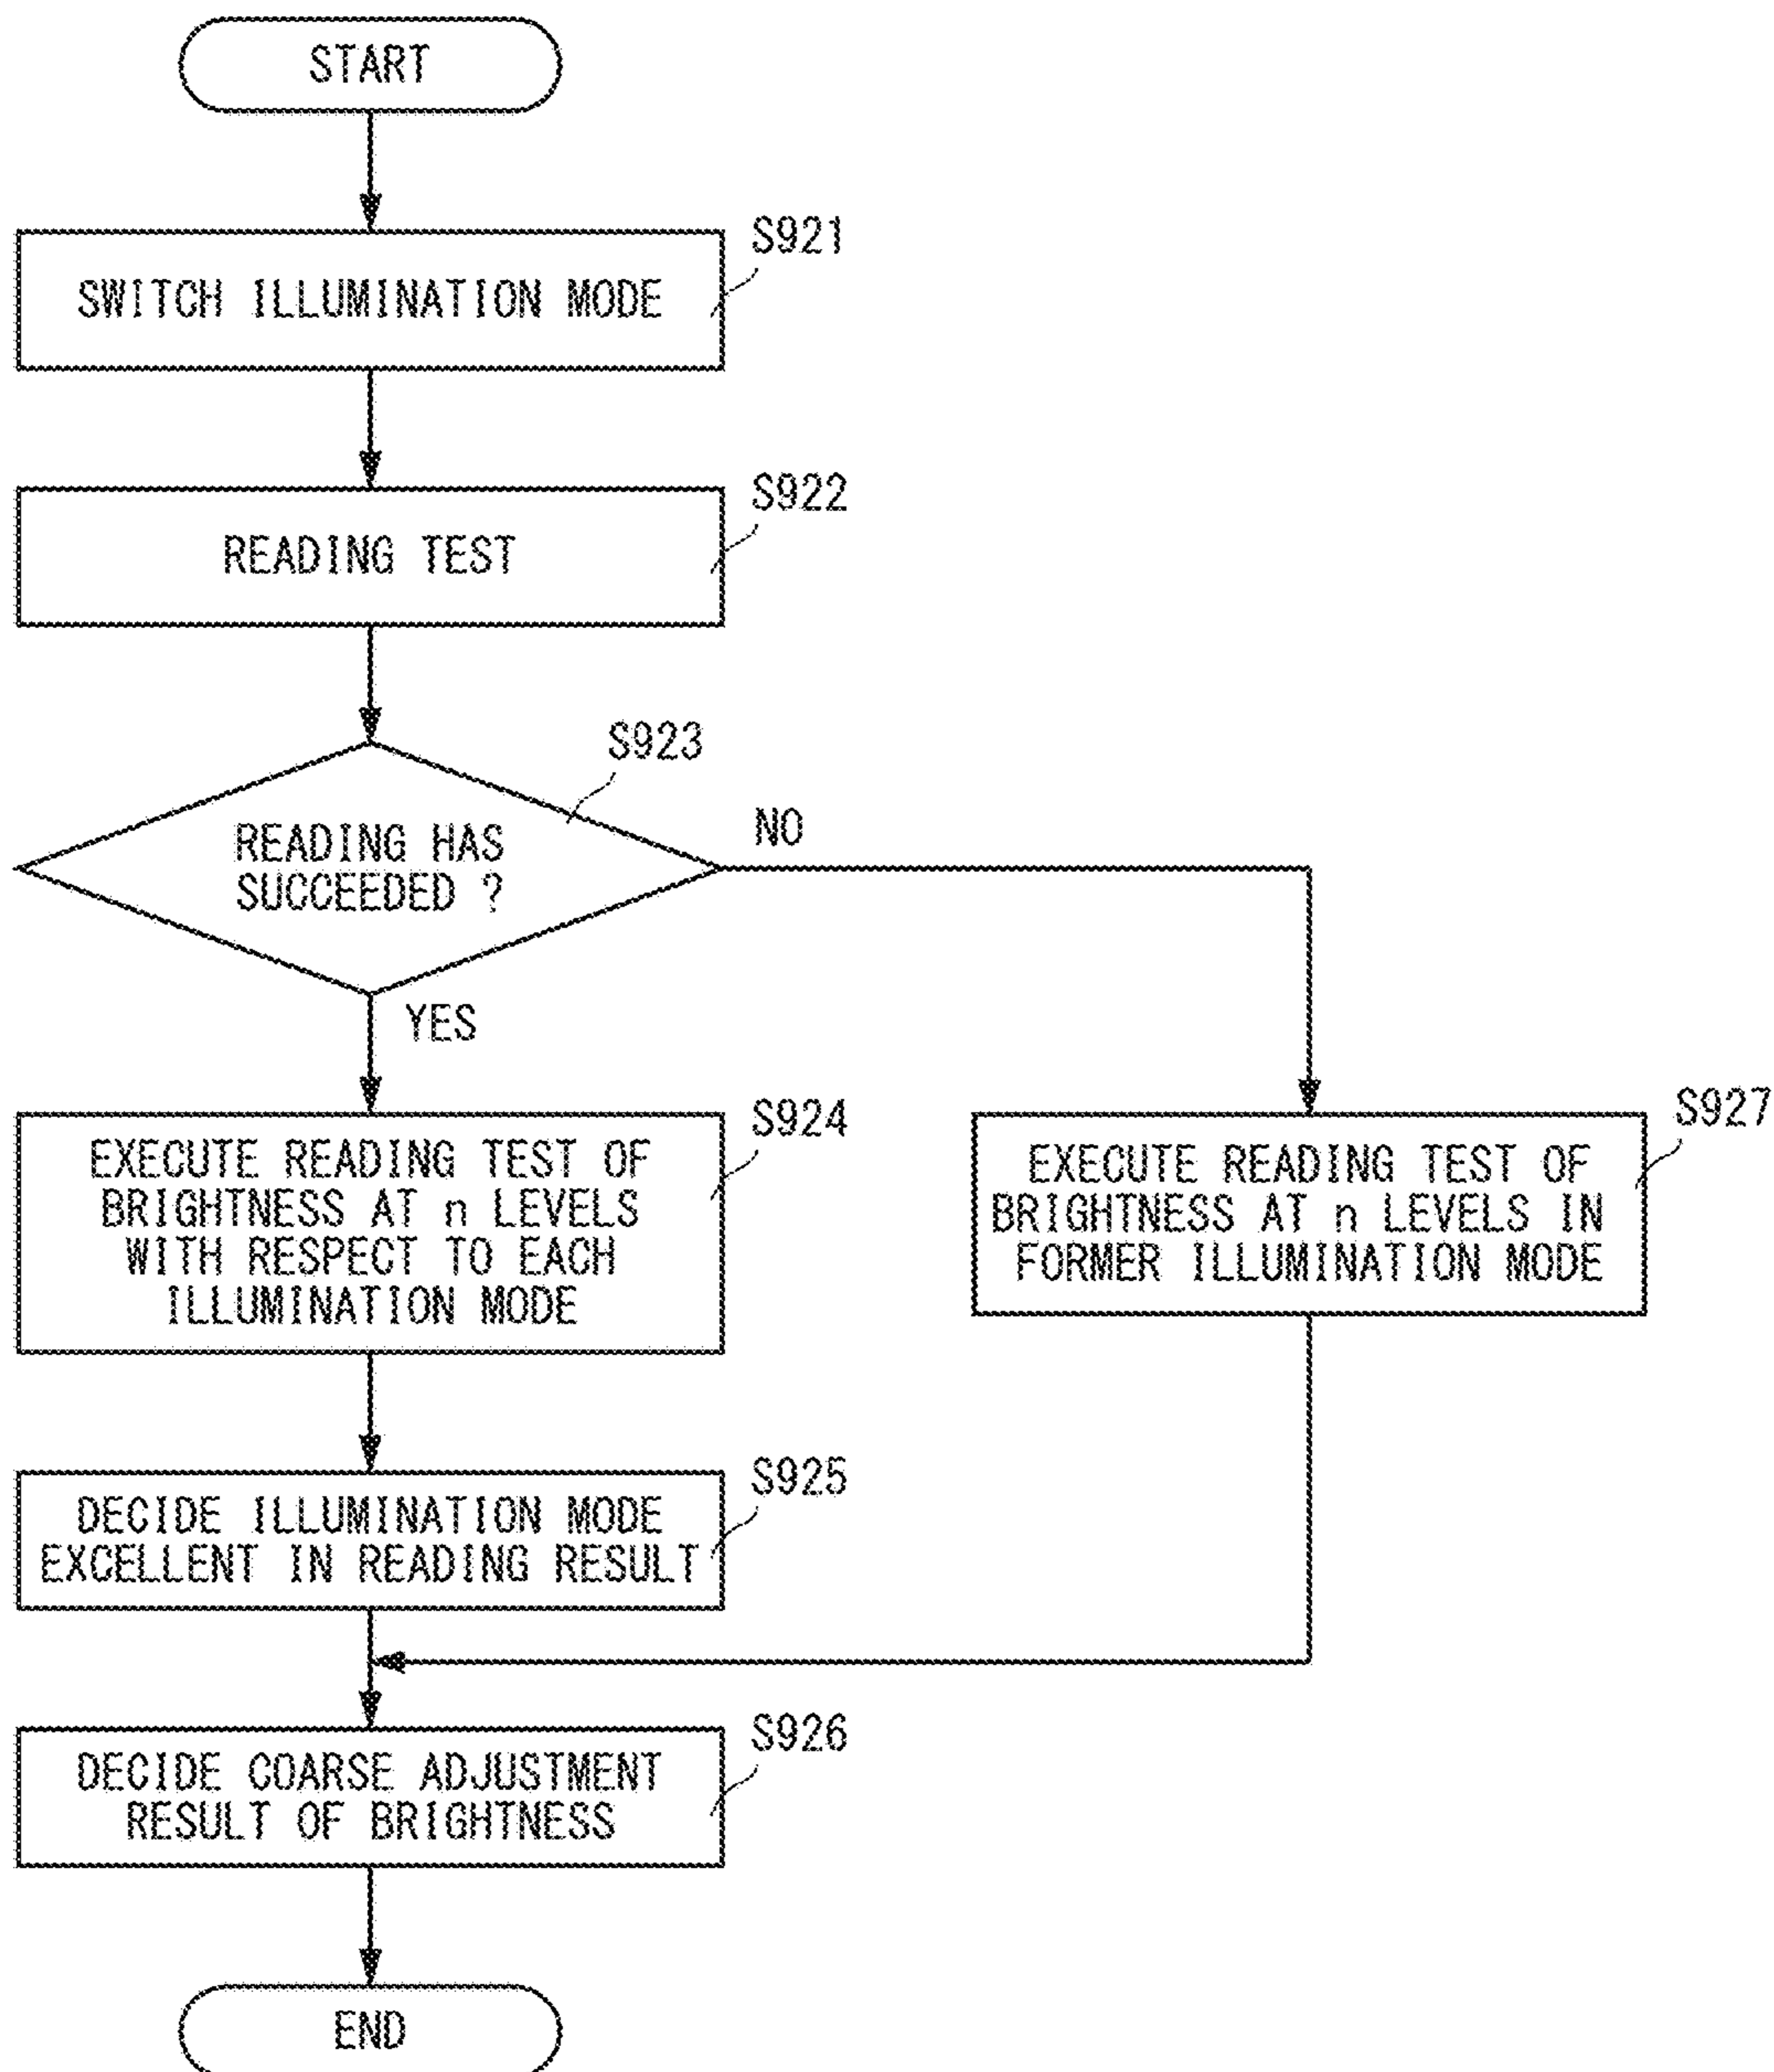 START
S921
SWITCH ILLUMINATION MODE
S922
READING TEST
S923
READING HAS
SUCCEEDED ?
NO
YES
S924
EXECUTE READING TEST OF
BRIGHTNESS AT n LEVELS
WITH RESPECT TO EACH
ILLUMINATION MODE
S927
EXECUTE READING TEST OF
BRIGHTNESS AT n LEVELS IN
FORMER ILLUMINATION MODE
S925
DECIDE ILLUMINATION MODE
EXCELLENT IN READING RESULT
S926
DECIDE COARSE ADJUSTMENT
RESULT OF BRIGHTNESS
END